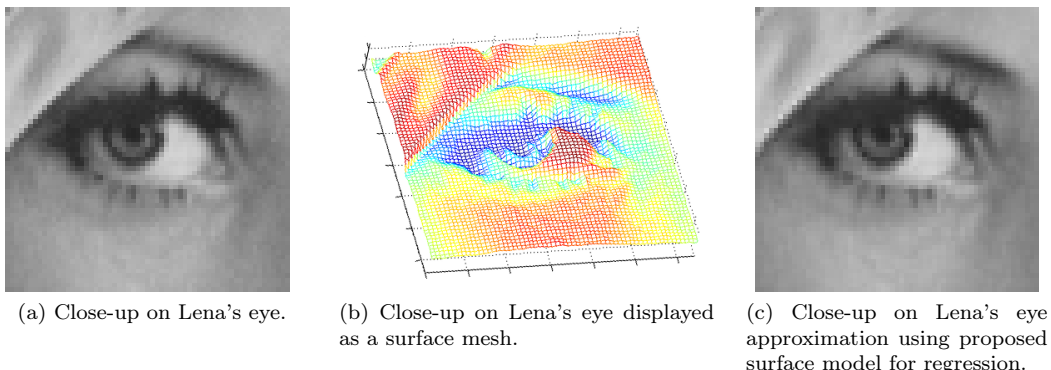 (a) Close-up on Lena's eye.
(b) Close-up on Lena's eye displayed
as a surface mesh.
(c) Close-up on Lena's eye
approximation using proposed
surface model for regression.